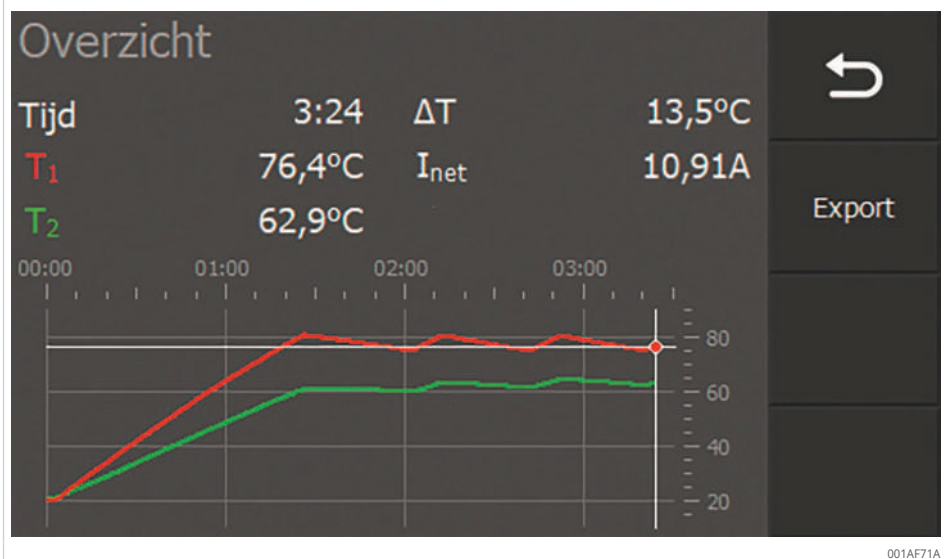 Overzicht
Tijd 3:24 ΔT 13,5°C
T₁ 76,4°C Inet 10,91A
T₂ 62,9°C
Export
00:00 01:00 02:00 03:00
80
60
40
20
001AF71A